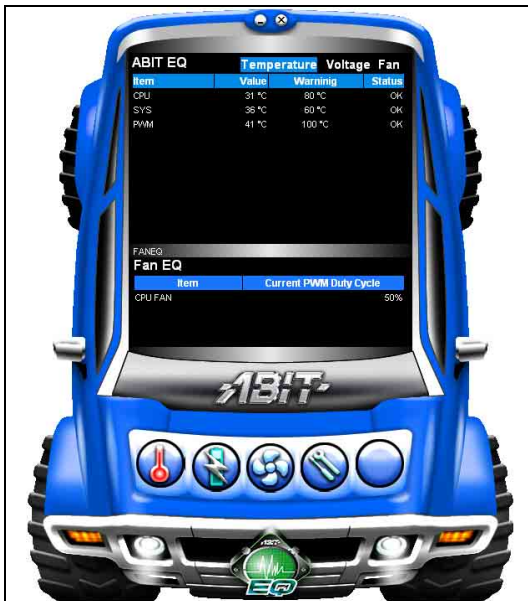 ABIT EQ Temperature Voltage Fan
Item Value Warninig Status
CPU 31 °C 80 °C OK
SYS 36 °C 60 °C OK
PWM 41 °C 100 °C OK
FANEQ
Fan EQ
Item Current PWM Duty Cycle
CPU FAN 50%
ABIT
ABIT
EQ